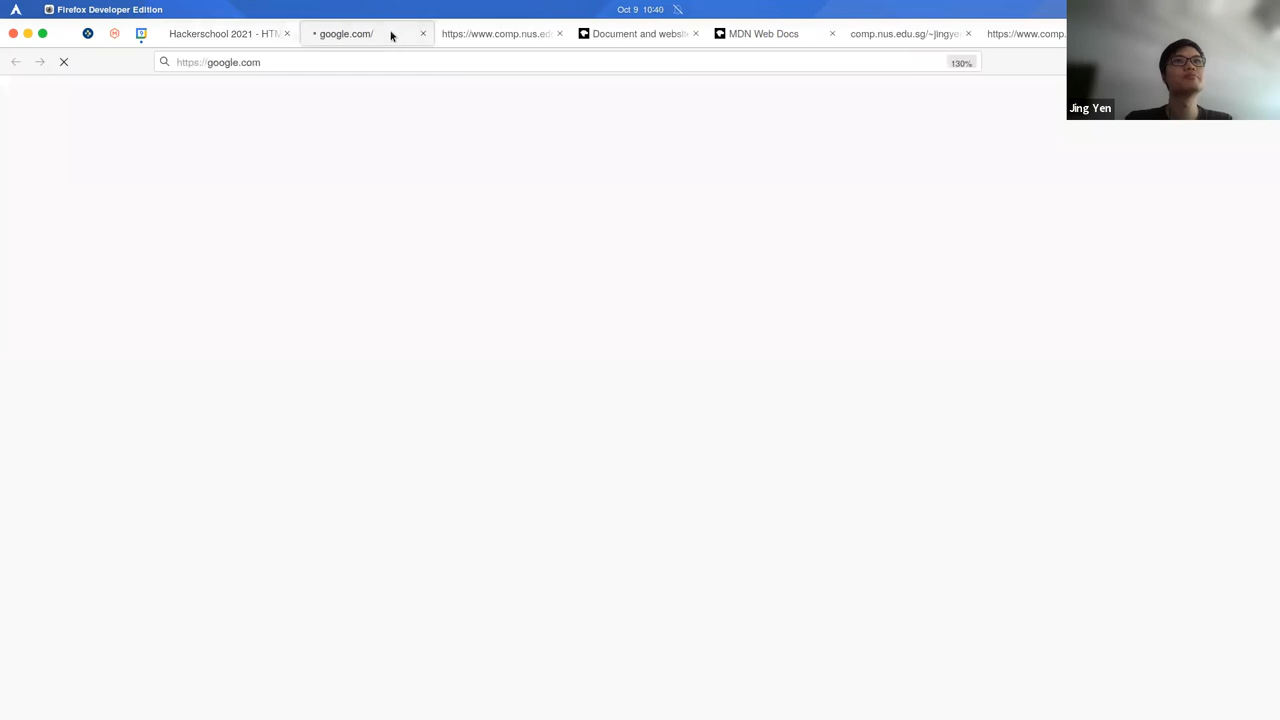 Firefox Developer Edition
Oct 9 10:40
Hackerschool 2021 - HTM
google.com/
https://www.comp.nus.ed
Document and websit
MDN Web Docs
comp.nus.edu.sg/~jingye
https://www.comp.
https://google.com
130%
Jing Yen